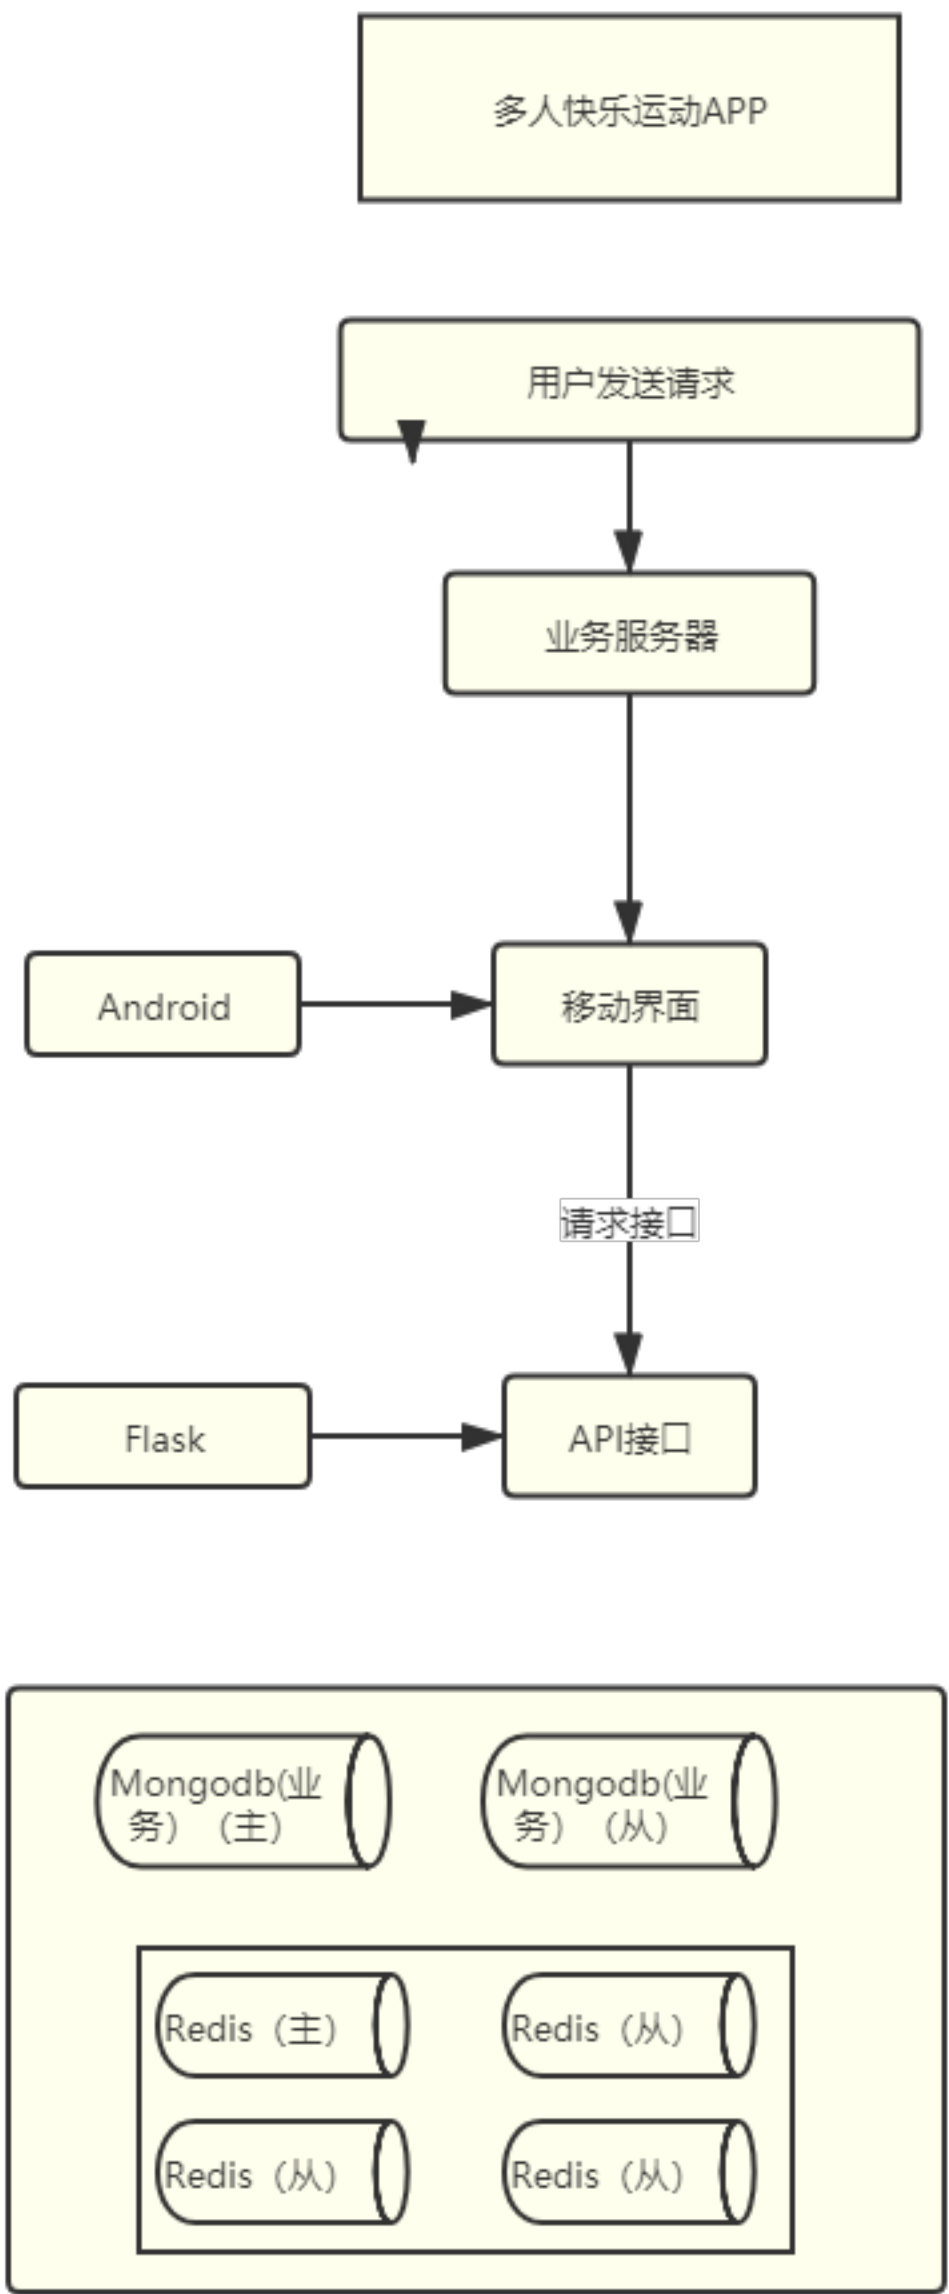 多人快乐运动APP
用户发送请求
业务服务器
Android
移动界面
请求接口
Flask
API接口
Mongodb(业
务）（主）
Mongodb(业
务）（从）
Redis（主）
Redis（从）
Redis（从）
Redis（从）